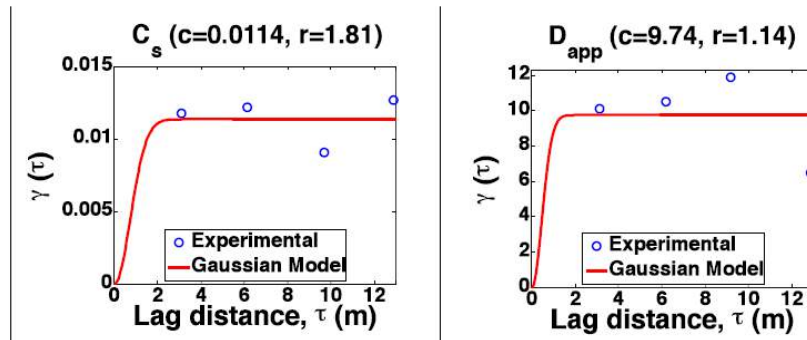 C_s (c=0.0114, r=1.81)
0.015
0.01
0.005
0
γ (τ)
Experimental
Gaussian Model
0 2 4 6 8 10 12
Lag distance, τ (m)
D_app (c=9.74, r=1.14)
12
10
8
6
4
2
0
γ (τ)
Experimental
Gaussian Model
0 2 4 6 8 10 12
Lag distance, τ (m)